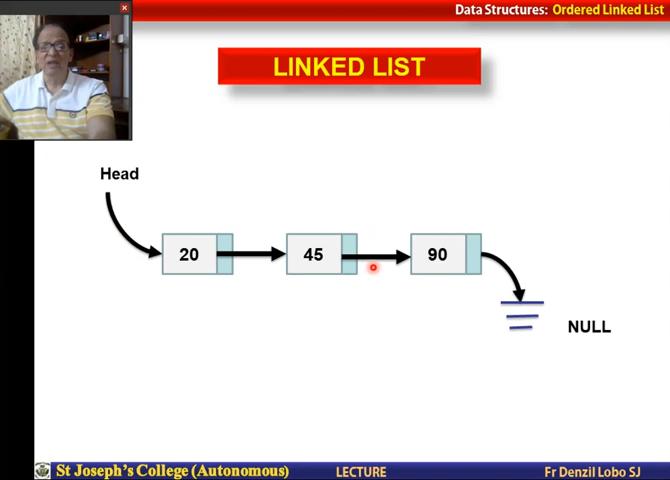 Data Structures: Ordered Linked List
LINKED LIST
Head
20 45 90
NULL
St Joseph's College (Autonomous) LECTURE Fr Denzil Lobo SJ